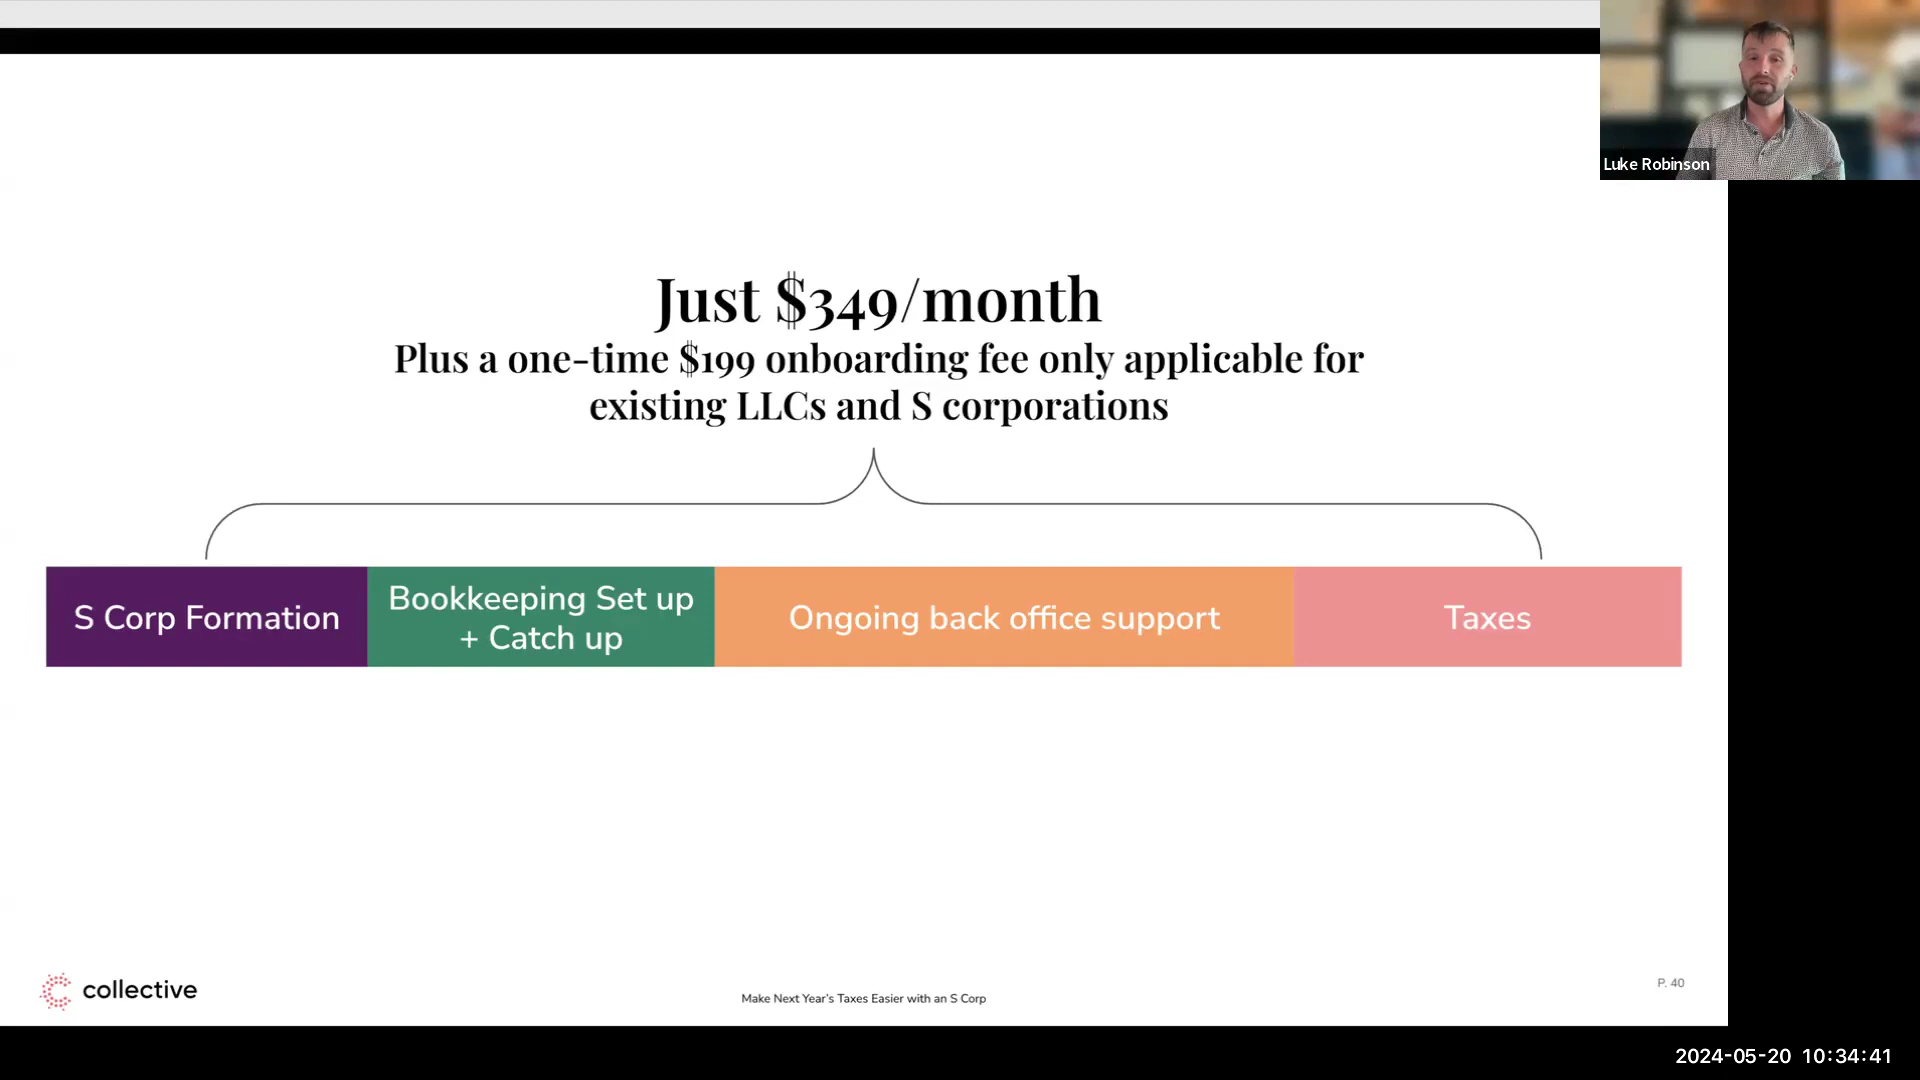 Luke Robinson
Just $349/month
Plus a one-time $199 onboarding fee only applicable for
existing LLCs and S corporations
S Corp Formation
Bookkeeping Set up
+ Catch up
Ongoing back office support
Taxes
collective
Make Next Year's Taxes Easier with an S Corp
P. 40
2024-05-20 10:34:41